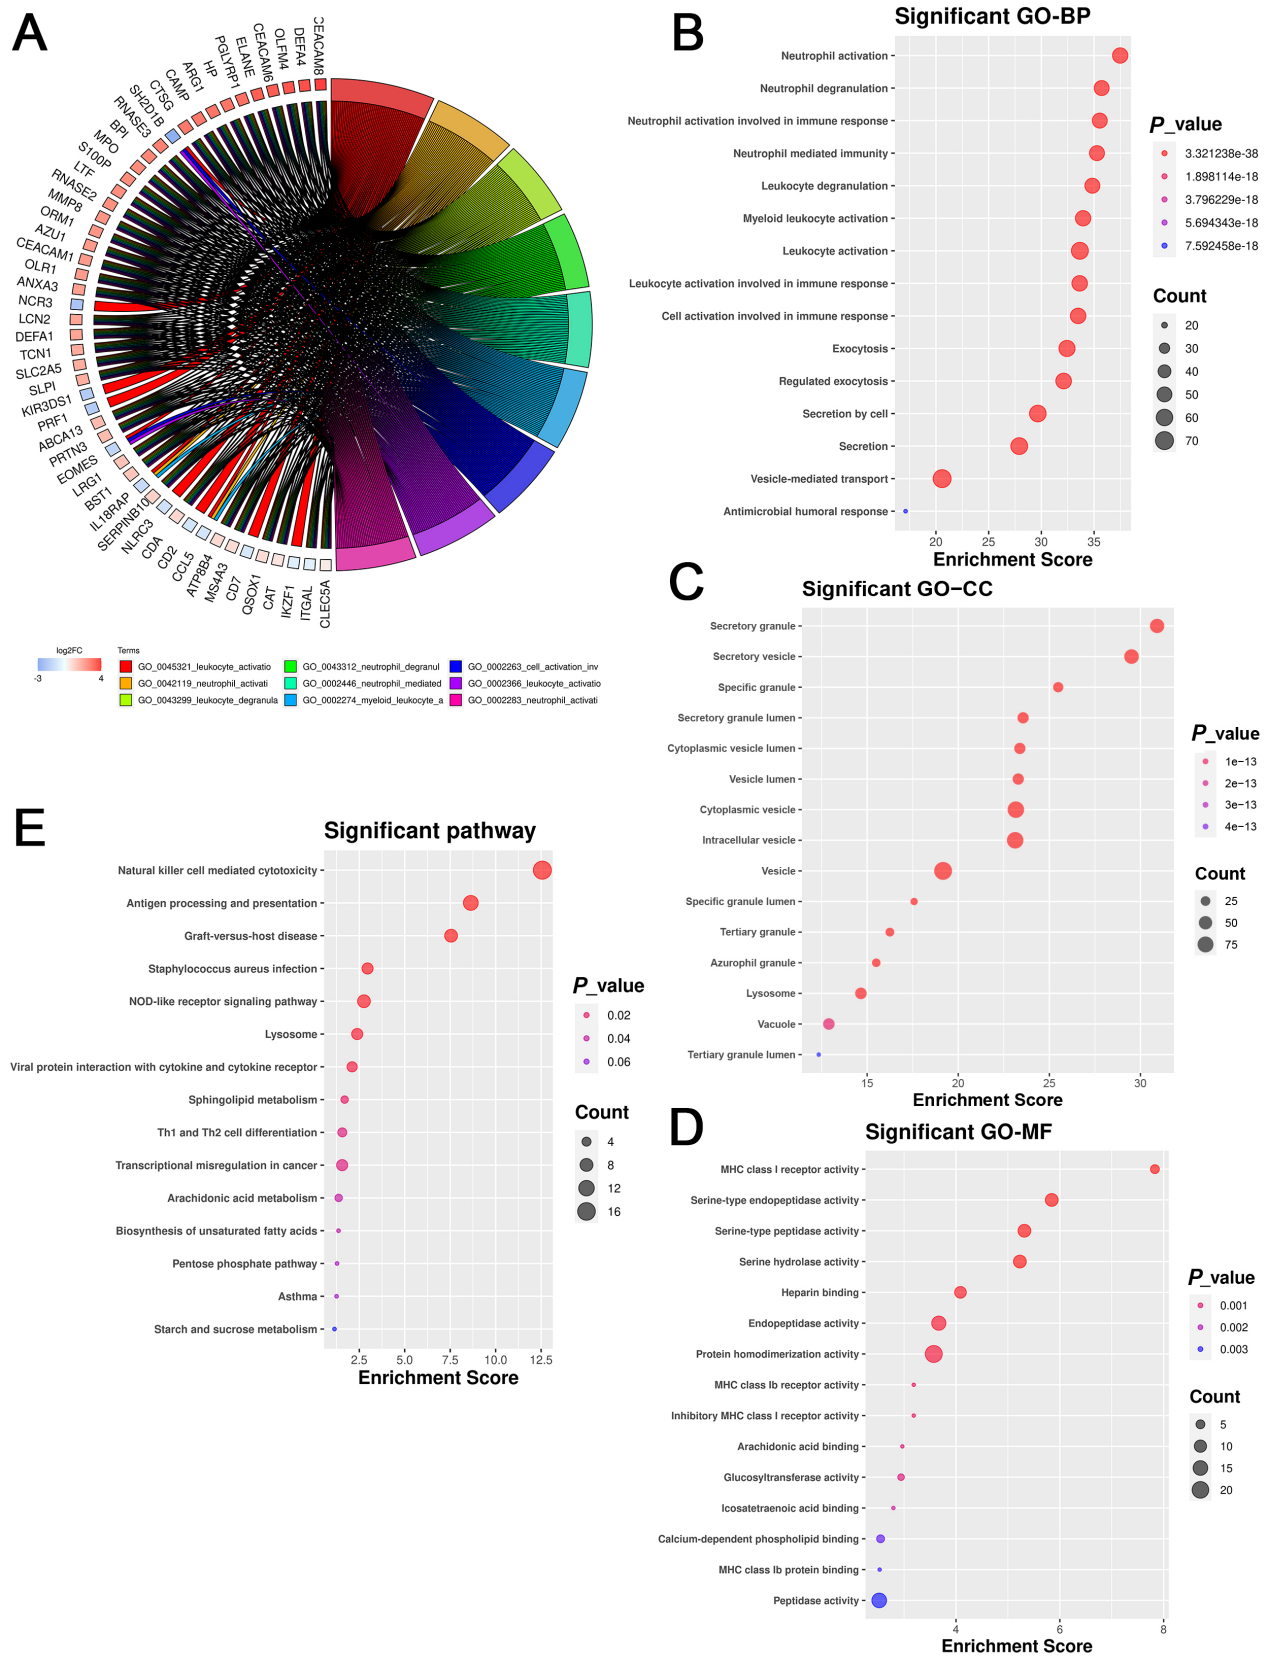 A
CEACAM8
DEFA4
OLFM4
CEACAM6
ELANE
PGLYRP1
HP
ARG1
CAMP
CTSG
SH2D1B
RNASE3
BPI
MPO
S100P
LTF
RNASE2
MMP8
ORM1
AZU1
CEACAM1
OLR1
ANXA3
NCR3
LCN2
DEFA1
TCN1
SLC2A5
SLPI
KIR3DS1
PRF1
ABCA13
PRTN3
EOMES
LRG1
BST1
IL18RAP
SERPINB10
NLRC3
CDA
CD2
CCL5
ATP8B4
MS4A3
CD7
QSOX1
CAT
IKZF1
ITGAL
CLEC5A
log2FC
-3 4
Terms
GO_0045321_leukocyte_activatio
GO_0042119_neutrophil_activati
GO_0043299_leukocyte_degranula
GO_0043312_neutrophil_degranul
GO_0002446_neutrophil_mediated
GO_0002274_myeloid_leukocyte_a
GO_0002263_cell_activation_inv
GO_0002366_leukocyte_activatio
GO_0002283_neutrophil_activati
B
Significant GO-BP
Neutrophil activation
Neutrophil degranulation
Neutrophil activation involved in immune response
Neutrophil mediated immunity
Leukocyte degranulation
Myeloid leukocyte activation
Leukocyte activation
Leukocyte activation involved in immune response
Cell activation involved in immune response
Exocytosis
Regulated exocytosis
Secretion by cell
Secretion
Vesicle-mediated transport
Antimicrobial humoral response
20 25 30 35
Enrichment Score
P_value
3.321238e-38
1.898114e-18
3.796229e-18
5.694343e-18
7.592458e-18
Count
20
30
40
50
60
70
C
Significant GO−CC
Secretory granule
Secretory vesicle
Specific granule
Secretory granule lumen
Cytoplasmic vesicle lumen
Vesicle lumen
Cytoplasmic vesicle
Intracellular vesicle
Vesicle
Specific granule lumen
Tertiary granule
Azurophil granule
Lysosome
Vacuole
Tertiary granule lumen
15 20 25 30
Enrichment Score
P_value
1e−13
2e−13
3e−13
4e−13
Count
25
50
75
D
Significant GO-MF
MHC class I receptor activity
Serine-type endopeptidase activity
Serine-type peptidase activity
Serine hydrolase activity
Heparin binding
Endopeptidase activity
Protein homodimerization activity
MHC class Ib receptor activity
Inhibitory MHC class I receptor activity
Arachidonic acid binding
Glucosyltransferase activity
Icosatetraenoic acid binding
Calcium-dependent phospholipid binding
MHC class Ib protein binding
Peptidase activity
4 6 8
Enrichment Score
P_value
0.001
0.002
0.003
Count
5
10
15
20
E
Significant pathway
Natural killer cell mediated cytotoxicity
Antigen processing and presentation
Graft-versus-host disease
Staphylococcus aureus infection
NOD-like receptor signaling pathway
Lysosome
Viral protein interaction with cytokine and cytokine receptor
Sphingolipid metabolism
Th1 and Th2 cell differentiation
Transcriptional misregulation in cancer
Arachidonic acid metabolism
Biosynthesis of unsaturated fatty acids
Pentose phosphate pathway
Asthma
Starch and sucrose metabolism
2.5 5.0 7.5 10.0 12.5
Enrichment Score
P_value
0.02
0.04
0.06
Count
4
8
12
16